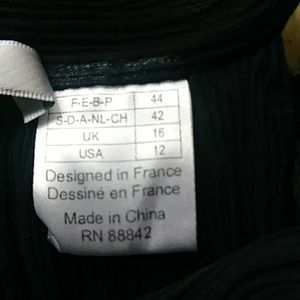 F-E-B-P 44
S-D-A-NL-CH 42
UK 16
USA 12
Designed in France
Dessiné en France
Made in China
RN 88842